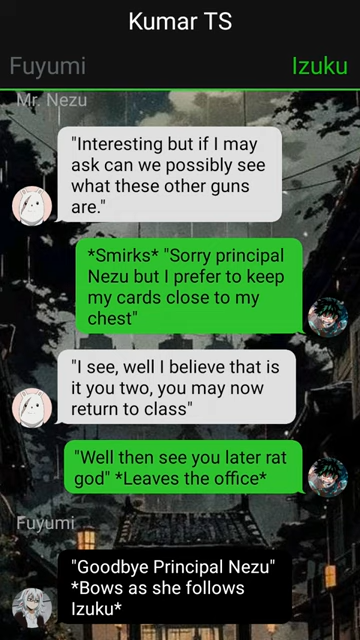 Kumar TS
Fuyumi
Izuku
Mr. Nezu
"Interesting but if I may
ask can we possibly see
what these other guns
are."
*Smirks* "Sorry principal
Nezu but I prefer to keep
my cards close to my
chest"
"I see, well I believe that is
it you two, you may now
return to class"
"Well then see you later rat
god" *Leaves the office*
Fuyumi
"Goodbye Principal Nezu"
*Bows as she follows
Izuku*